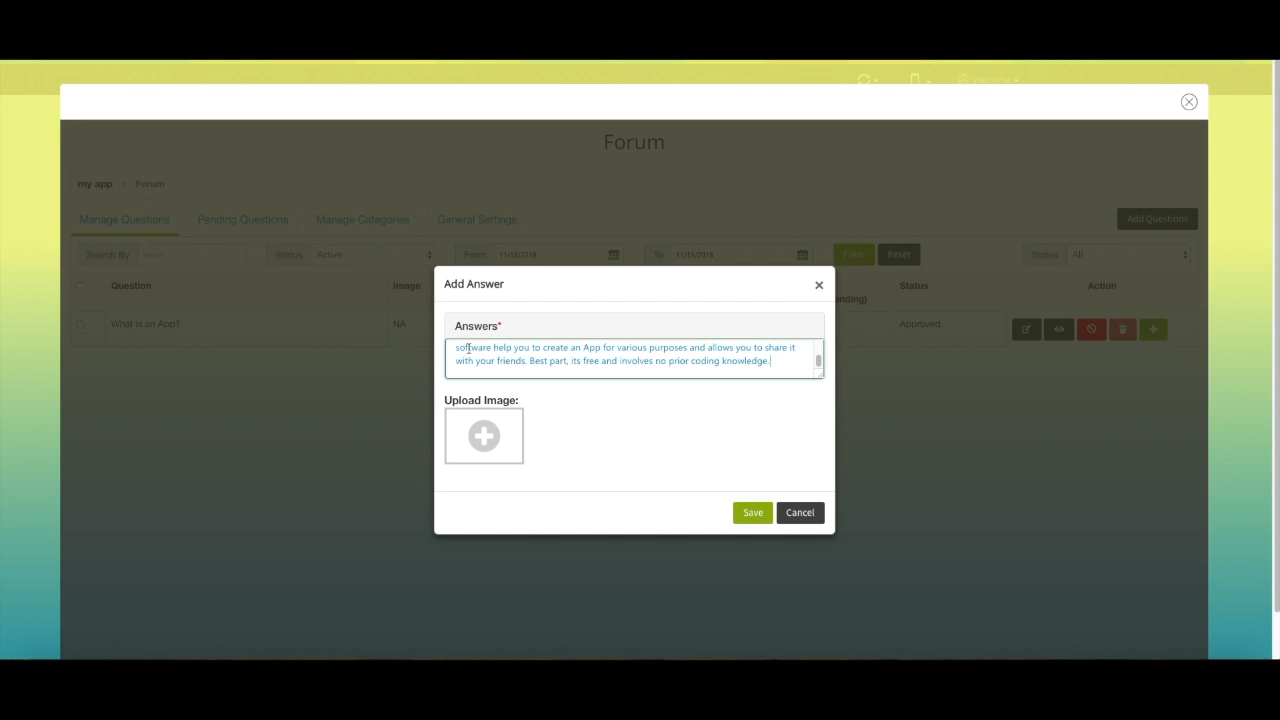 Welcome
Forum
my app > Forum
Manage Questions Pending Questions Manage Categories General Settings Add Questions
Search By Search Status Active From 11/13/2018 To 11/13/2018 Filter Reset Status All
Question Image Status Action
nding)
What is an App? NA Approved
Add Answer ×
Answers*
software help you to create an App for various purposes and allows you to share it
with your friends. Best part, its free and involves no prior coding knowledge.
Upload Image:
Save Cancel